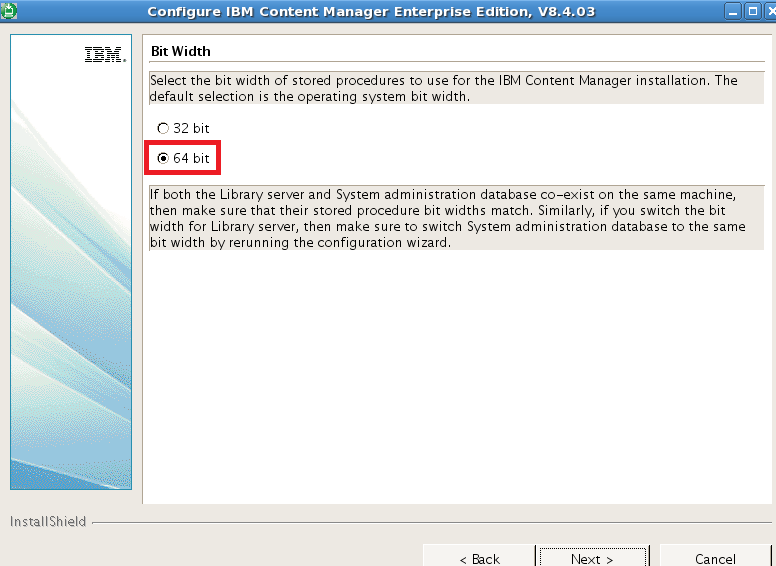 Configure IBM Content Manager Enterprise Edition, V8.4.03
IBM.
Bit Width
Select the bit width of stored procedures to use for the IBM Content Manager installation. The
default selection is the operating system bit width.
32 bit
64 bit
If both the Library server and System administration database co-exist on the same machine,
then make sure that their stored procedure bit widths match. Similarly, if you switch the bit
width for Library server, then make sure to switch System administration database to the same
bit width by rerunning the configuration wizard.
InstallShield
< Back
Next >
Cancel